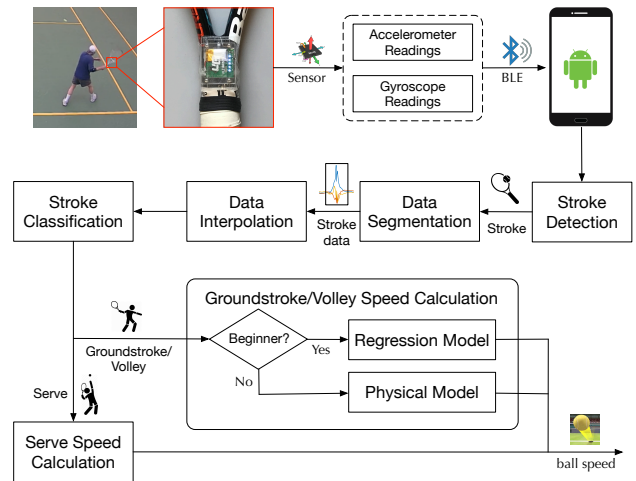 Accelerometer
Readings
Gyroscope
Readings
Sensor
BLE
Stroke
Classification
Data
Interpolation
Stroke
data
Data
Segmentation
Stroke
Stroke
Detection
Groundstroke/Volley Speed Calculation
Beginner?
Yes
Regression Model
No
Physical Model
Groundstroke/
Volley
Serve
Serve Speed
Calculation
ball speed